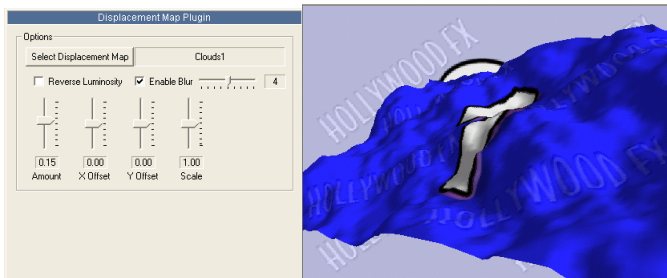 Displacement Map Plugin
Options
Select Displacement Map Clouds1
Reverse Luminosity Enable Blur 4
0.15 0.00 0.00 1.00
Amount X Offset Y Offset Scale
HOLLYWOOD FX
HOLLYWOOD FX
HOLLYWOOD FX